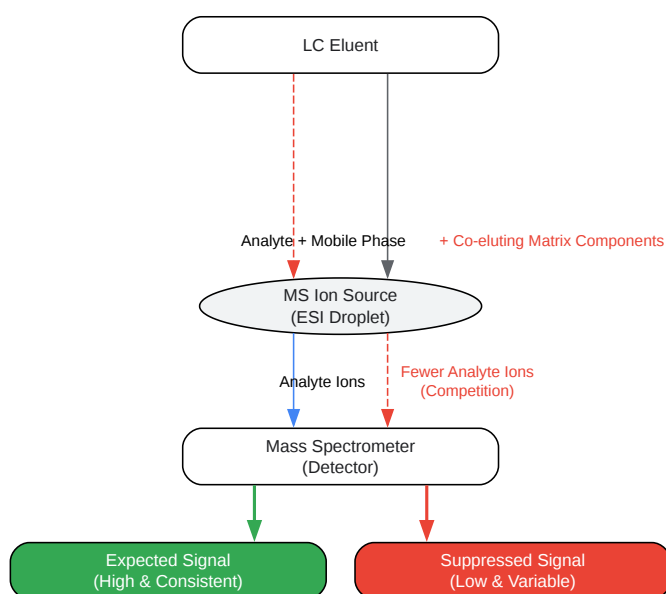 LC Eluent
Analyte + Mobile Phase
+ Co-eluting Matrix Components
MS Ion Source
(ESI Droplet)
Analyte Ions
Fewer Analyte Ions
(Competition)
Mass Spectrometer
(Detector)
Expected Signal
(High & Consistent)
Suppressed Signal
(Low & Variable)